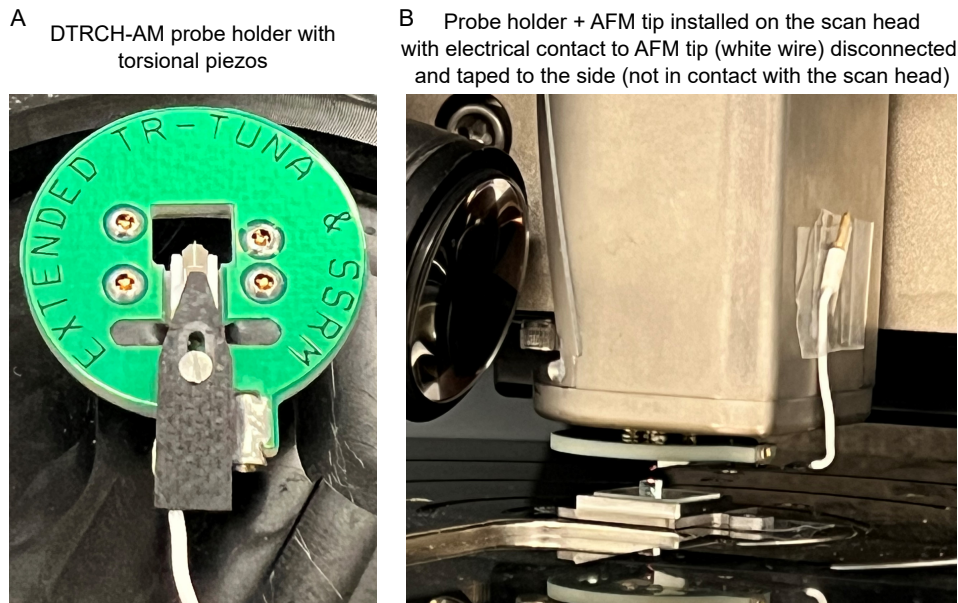 A
DTRCH-AM probe holder with
torsional piezos
EXTENDED TR-TUNA & SSRM
B
Probe holder + AFM tip installed on the scan head
with electrical contact to AFM tip (white wire) disconnected
and taped to the side (not in contact with the scan head)